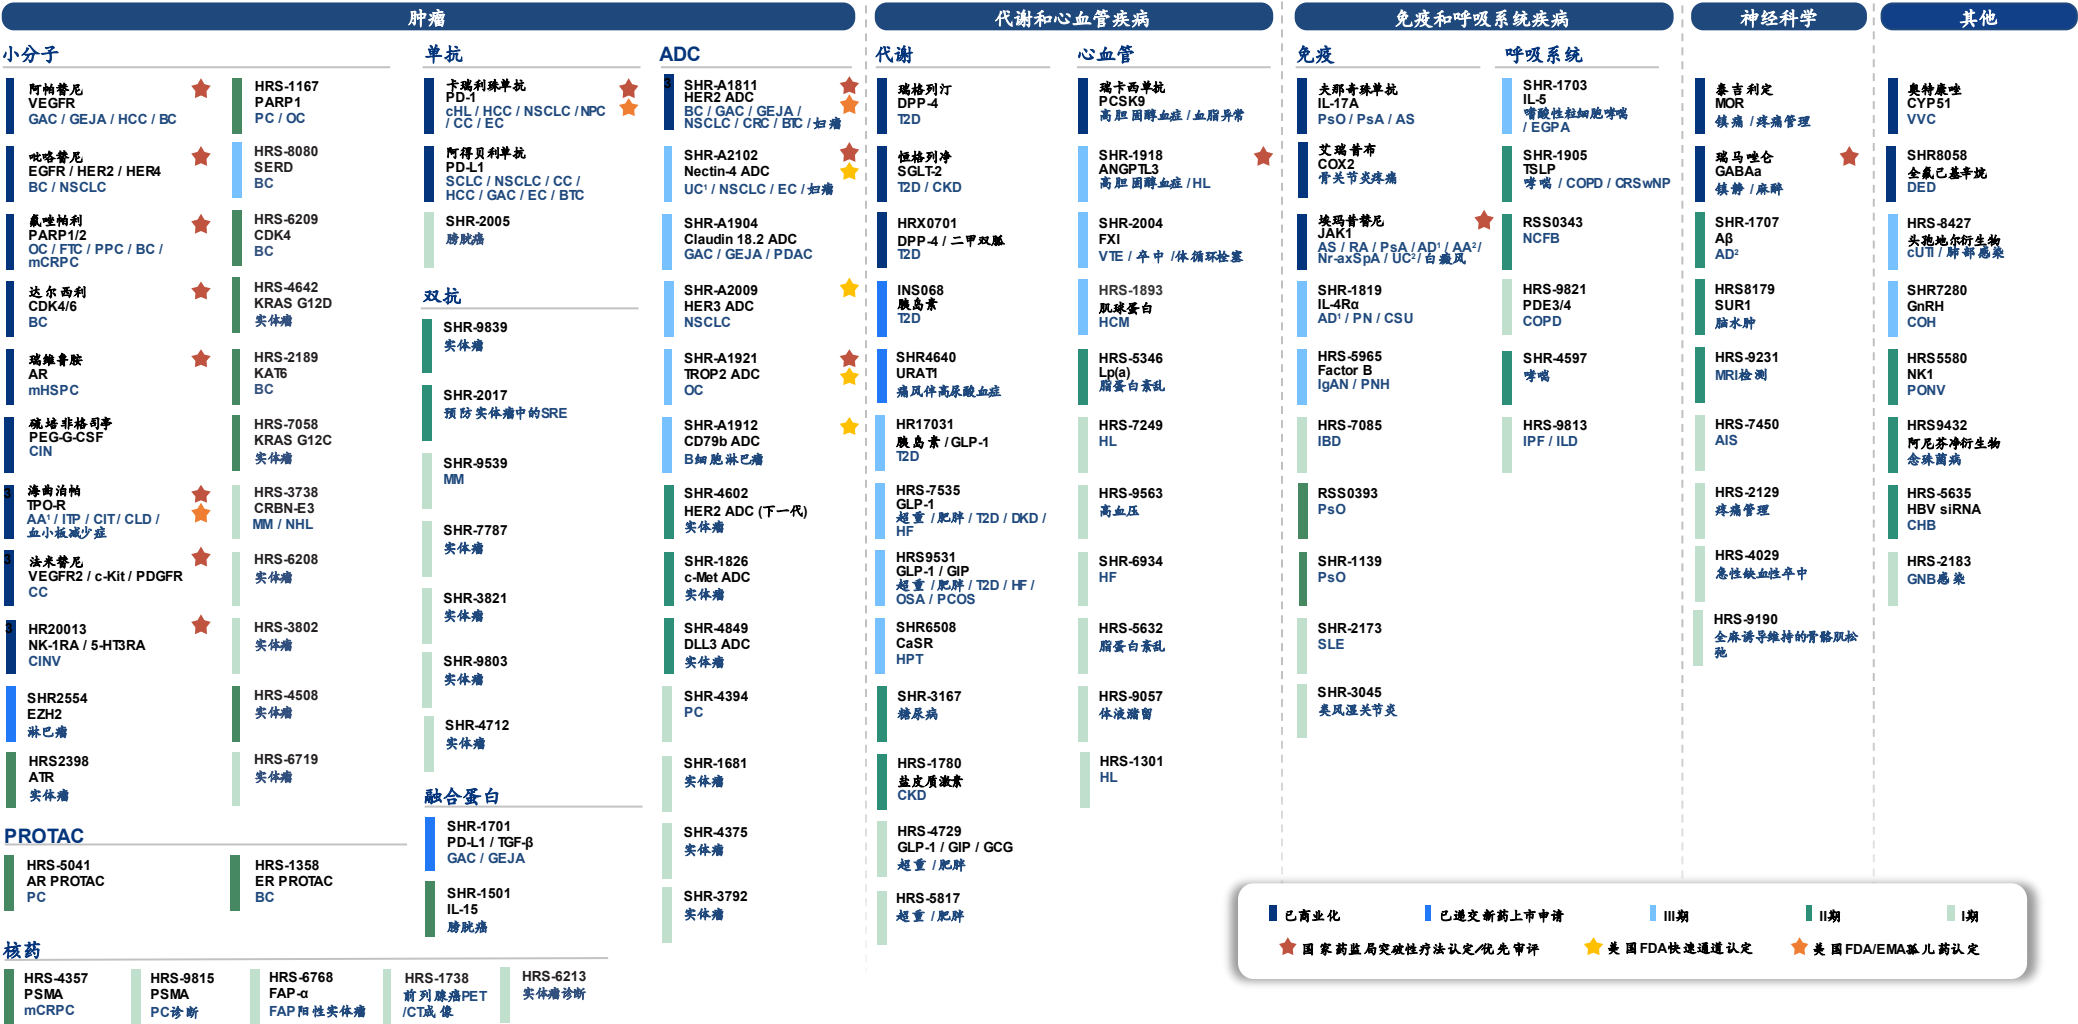 肿瘤
小分子
阿帕替尼
VEGFR
GAC / GEJA / HCC / BC
吡咯替尼
EGFR / HER2 / HER4
BC / NSCLC
氟唑帕利
PARP1/2
OC / FTC / PPC / BC /
mCRPC
达尔西利
CDK4/6
BC
瑞维鲁胺
AR
mHSPC
硫培非格司亭
PEG-G-CSF
CIN
3
海曲泊帕
TPO-R
AA¹ / ITP / CIT / CLD /
血小板减少症
3
法米替尼
VEGFR2 / c-Kit / PDGFR
CC
3
HR20013
NK-1RA / 5-HT3RA
CINV
SHR2554
EZH2
淋巴瘤
HRS2398
ATR
实体瘤
HRS-1167
PARP1
PC / OC
HRS-8080
SERD
BC
HRS-6209
CDK4
BC
HRS-4642
KRAS G12D
实体瘤
HRS-2189
KAT6
BC
HRS-7058
KRAS G12C
实体瘤
HRS-3738
CRBN-E3
MM / NHL
HRS-6208
实体瘤
HRS-3802
实体瘤
HRS-4508
实体瘤
HRS-6719
实体瘤
PROTAC
HRS-5041
AR PROTAC
PC
HRS-1358
ER PROTAC
BC
核药
HRS-4357
PSMA
mCRPC
HRS-9815
PSMA
PC诊断
HRS-6768
FAP-α
FAP阳性实体瘤
HRS-1738
前列腺癌PET
/CT成像
HRS-6213
实体瘤诊断
单抗
卡瑞利珠单抗
PD-1
cHL / HCC / NSCLC / NPC
/ CC / EC
阿得贝利单抗
PD-L1
SCLC / NSCLC / CC /
HCC / GAC / EC / BTC
SHR-2005
膀胱癌
双抗
SHR-9839
实体瘤
SHR-2017
预防实体瘤中的SRE
SHR-9539
MM
SHR-7787
实体瘤
SHR-3821
实体瘤
SHR-9803
实体瘤
SHR-4712
实体瘤
融合蛋白
SHR-1701
PD-L1 / TGF-β
GAC / GEJA
SHR-1501
IL-15
膀胱癌
ADC
3
SHR-A1811
HER2 ADC
BC / GAC / GEJA /
NSCLC / CRC / BTC / 妇瘤
SHR-A2102
Nectin-4 ADC
UC¹ / NSCLC / EC / 妇瘤
SHR-A1904
Claudin 18.2 ADC
GAC / GEJA / PDAC
SHR-A2009
HER3 ADC
NSCLC
SHR-A1921
TROP2 ADC
OC
SHR-A1912
CD79b ADC
B细胞淋巴瘤
SHR-4602
HER2 ADC (下一代)
实体瘤
SHR-1826
c-Met ADC
实体瘤
SHR-4849
DLL3 ADC
实体瘤
SHR-4394
PC
SHR-1681
实体瘤
SHR-4375
实体瘤
SHR-3792
实体瘤
代谢和心血管疾病
代谢
瑞格列汀
DPP-4
T2D
恒格列净
SGLT-2
T2D / CKD
HRX0701
DPP-4 / 二甲双胍
T2D
INS068
胰岛素
T2D
SHR4640
URAT1
痛风伴高尿酸血症
HR17031
胰岛素 / GLP-1
T2D
HRS-7535
GLP-1
超重 / 肥胖 / T2D / DKD /
HF
HRS9531
GLP-1 / GIP
超重 / 肥胖 / T2D / HF /
OSA / PCOS
SHR6508
CaSR
HPT
SHR-3167
糖尿病
HRS-1780
盐皮质激素
CKD
HRS-4729
GLP-1 / GIP / GCG
超重 / 肥胖
HRS-5817
超重 / 肥胖
心血管
瑞卡西单抗
PCSK9
高胆固醇血症 / 血脂异常
SHR-1918
ANGPTL3
高胆固醇血症 / HL
SHR-2004
FXI
VTE / 卒中 / 体循环栓塞
HRS-1893
肌球蛋白
HCM
HRS-5346
Lp(a)
脂蛋白紊乱
HRS-7249
HL
HRS-9563
高血压
SHR-6934
HF
HRS-5632
脂蛋白紊乱
HRS-9057
体液潴留
HRS-1301
HL
免疫和呼吸系统疾病
免疫
夫那奇珠单抗
IL-17A
PsO / PsA / AS
艾瑞昔布
COX2
骨关节炎疼痛
埃玛昔替尼
JAK1
AS / RA / PsA / AD¹ / AA² /
Nr-axSpA / UC² / 白癜风
SHR-1819
IL-4Rα
AD¹ / PN / CSU
HRS-5965
Factor B
IgAN / PNH
HRS-7085
IBD
RSS0393
PsO
SHR-1139
PsO
SHR-2173
SLE
SHR-3045
类风湿关节炎
呼吸系统
SHR-1703
IL-5
嗜酸性粒细胞哮喘
/ EGPA
SHR-1905
TSLP
哮喘 / COPD / CRSwNP
RSS0343
NCFB
HRS-9821
PDE3/4
COPD
SHR-4597
哮喘
HRS-9813
IPF / ILD
神经科学
泰吉利定
MOR
镇痛 / 疼痛管理
瑞马唑仑
GABAa
镇静 / 麻醉
SHR-1707
Aβ
AD²
HRS8179
SUR1
脑水肿
HRS-9231
MRI检测
HRS-7450
AIS
HRS-2129
疼痛管理
HRS-4029
急性缺血性卒中
HRS-9190
全麻诱导维持的骨骼肌松
弛
其他
奥特康唑
CYP51
VVC
SHR8058
全氟己基辛烷
DED
HRS-8427
头孢地尔衍生物
cUTI / 肺部感染
SHR7280
GnRH
COH
HRS5580
NK1
PONV
HRS9432
阿尼芬净衍生物
念珠菌病
HRS-5635
HBV siRNA
CHB
HRS-2183
GNB感染
已商业化
已递交新药上市申请
III期
II期
I期
国家药监局突破性疗法认定/优先审评
美国FDA快速通道认定
美国FDA/EMA孤儿药认定